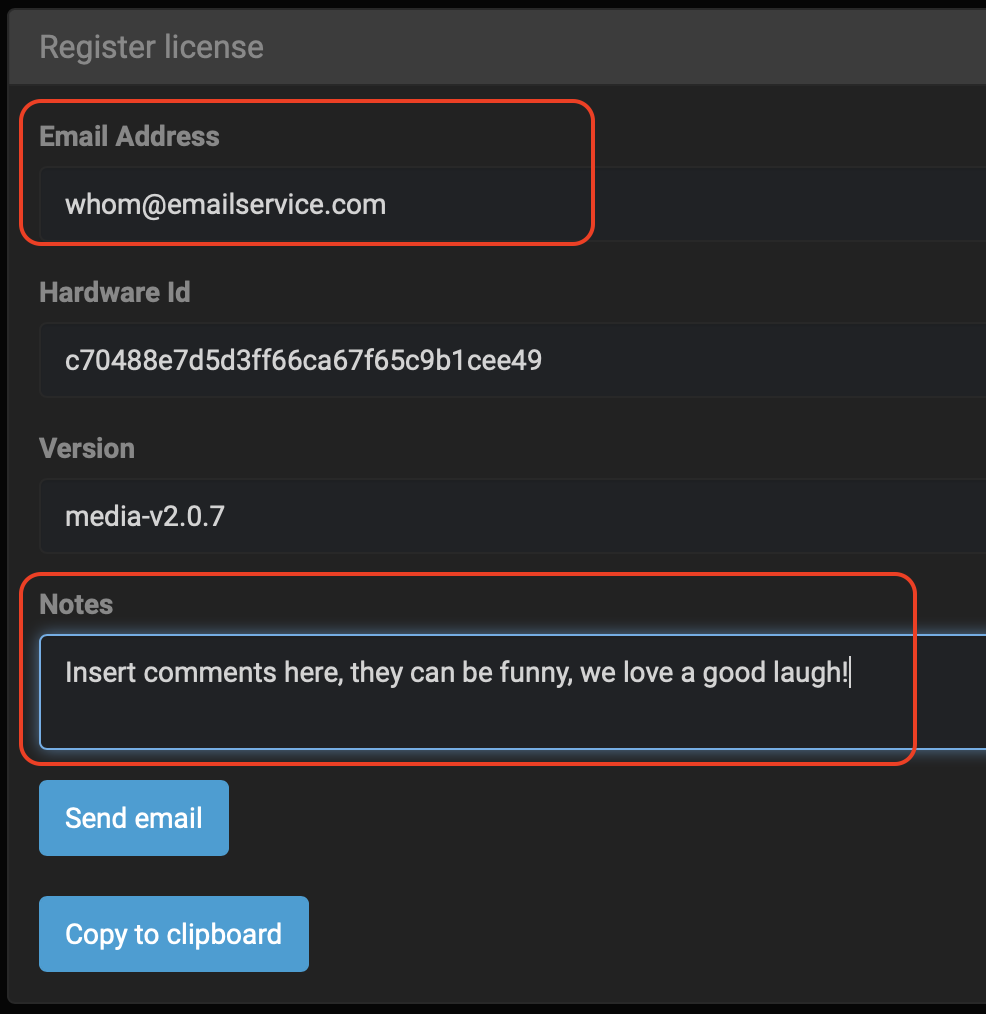 Register license
Email Address
whom@emailservice.com
Hardware Id
c70488e7d5d3ff66ca67f65c9b1cee49
Version
media-v2.0.7
Notes
Insert comments here, they can be funny, we love a good laugh!
Send email
Copy to clipboard